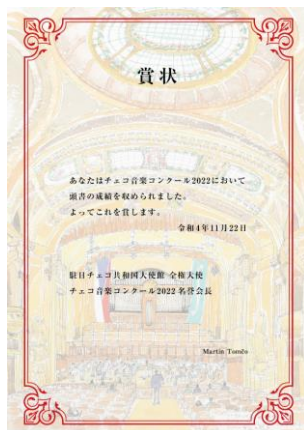 賞状
あなたはチェコ音楽コンクール2022において
頭書の成績を収められました。
よってこれを賞します。
令和4年11月22日
駐日チェコ共和国大使館 全権大使
チェコ音楽コンクール2022 名誉会長
Martin Tomčo